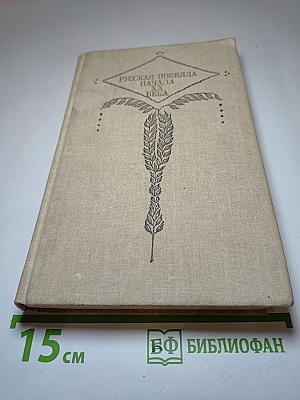 РУССКАЯ НОВЕЛЛА
НАЧАЛА
XX
ВЕКА
15 см
БФ БИБЛИОФАН